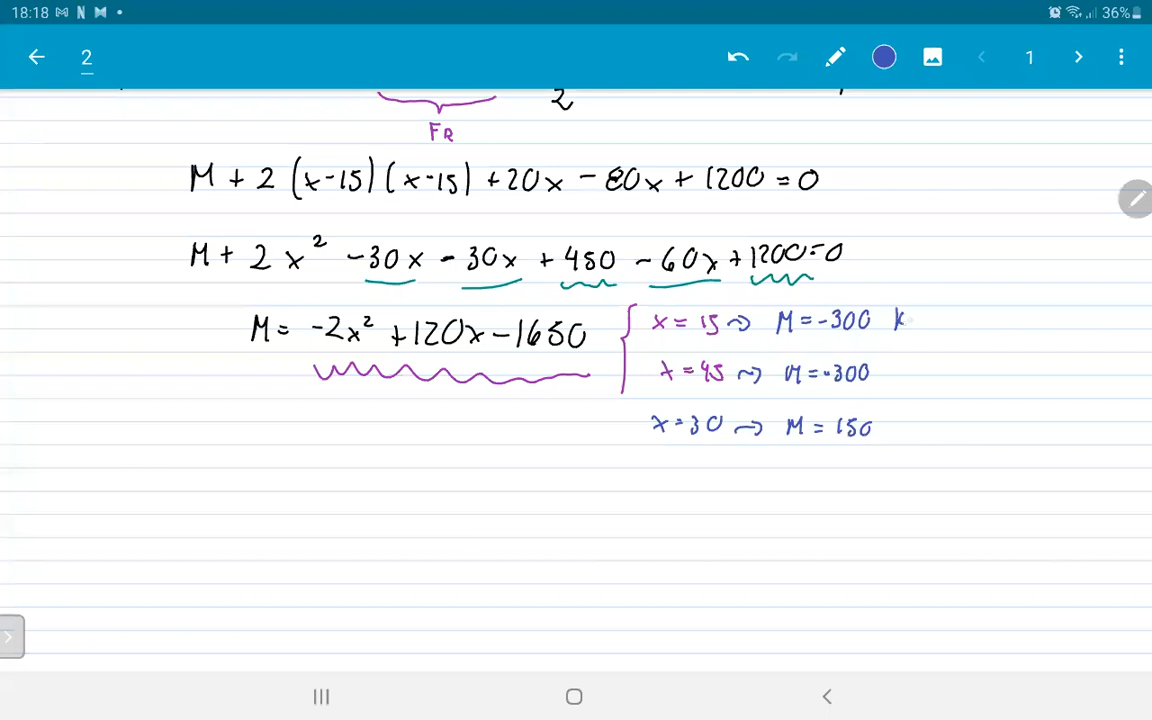 18:18 M N 36%
2 1
2
FR
M + 2 (x-15)(x-15) +20x - 80x + 1200 = 0
M + 2x² -30x - 30x + 450 - 60x + 1200 = 0
M = -2x² +120x - 1650
x = 15 ⤳ M = -300 k
x = 45 ⤳ M = -300
x = 30 ⤳ M = 150